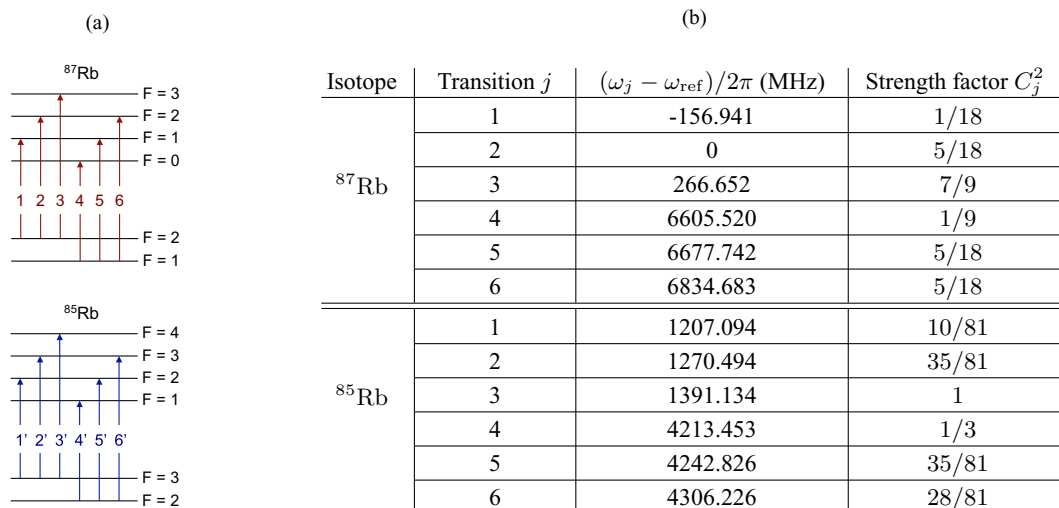 (a)
⁸⁷Rb
F = 3
F = 2
F = 1
F = 0
1 2 3 4 5 6
F = 2
F = 1
⁸⁵Rb
F = 4
F = 3
F = 2
F = 1
1' 2' 3' 4' 5' 6'
F = 3
F = 2
(b)
Isotope Transition j (ω_j − ω_ref)/2π (MHz) Strength factor C_j²
⁸⁷Rb
1 -156.941 1/18
2 0 5/18
3 266.652 7/9
4 6605.520 1/9
5 6677.742 5/18
6 6834.683 5/18
⁸⁵Rb
1 1207.094 10/81
2 1270.494 35/81
3 1391.134 1
4 4213.453 1/3
5 4242.826 35/81
6 4306.226 28/81